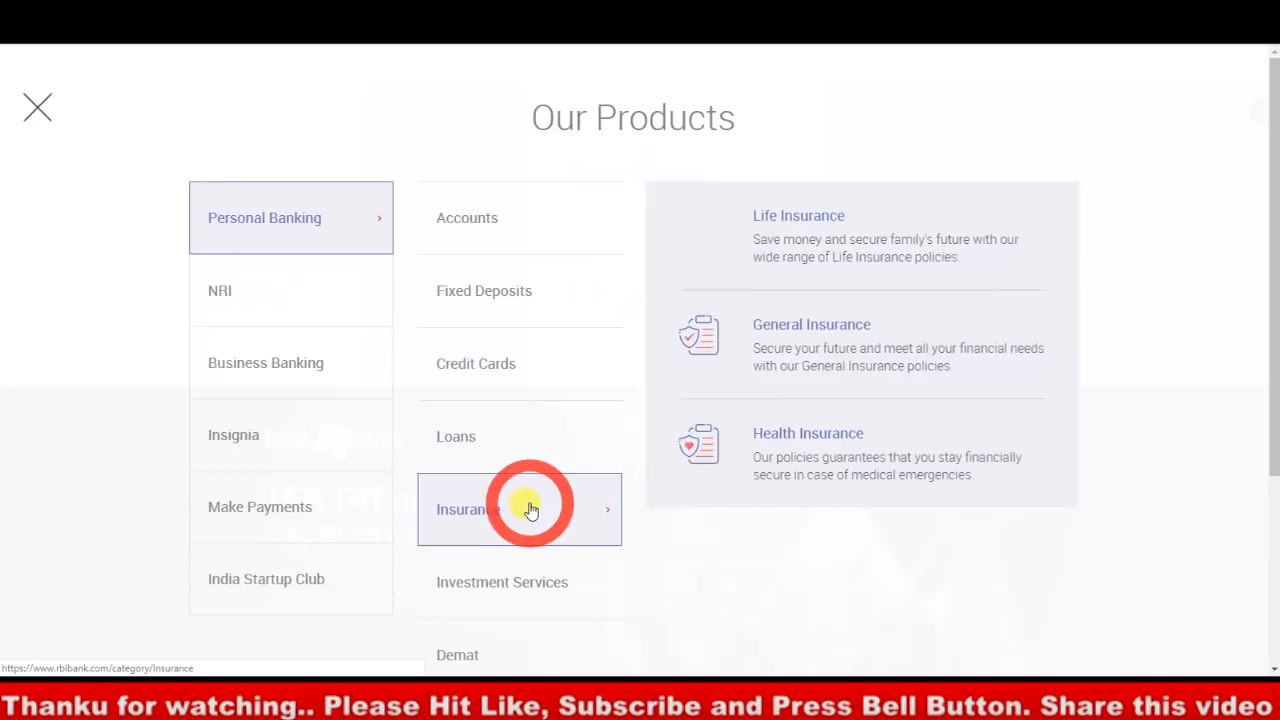 Our Products
Personal Banking
NRI
Business Banking
Insignia
Make Payments
India Startup Club
Accounts
Fixed Deposits
Credit Cards
Loans
Insurance
Investment Services
Demat
Life Insurance
Save money and secure family's future with our
wide range of Life Insurance policies.
General Insurance
Secure your future and meet all your financial needs
with our General Insurance policies.
Health Insurance
Our policies guarantees that you stay financially
secure in case of medical emergencies.
https://www.rblbank.com/category/Insurance
Thanku for watching.. Please Hit Like, Subscribe and Press Bell Button. Share this video